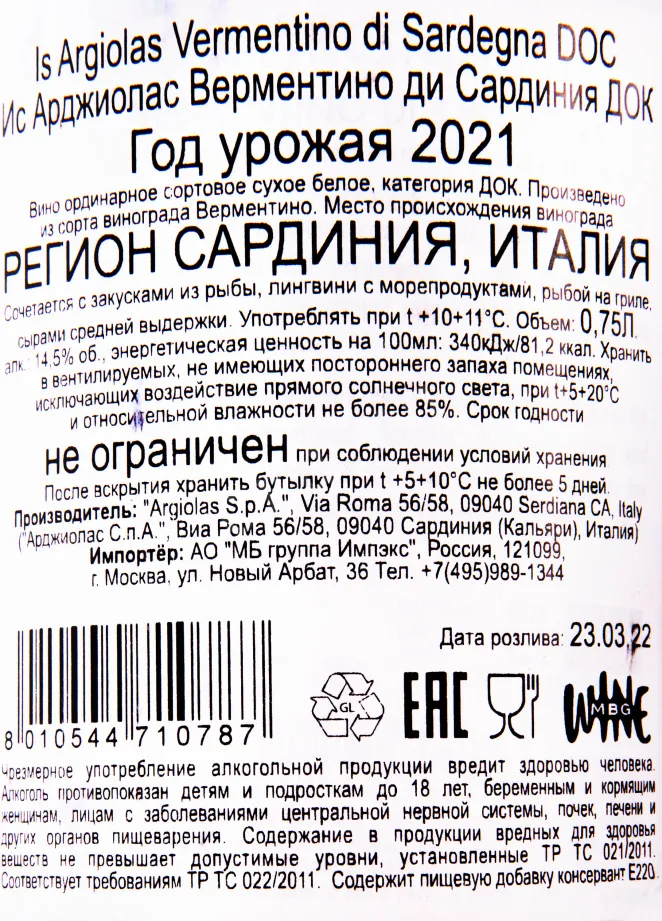 Is Argiolas Vermentino di Sardegna DOC
Ис Арджиолас Верментино ди Сардиния ДОК
Год урожая 2021
Вино ординарное сортовое сухое белое, категория ДОК. Произведено
из сорта винограда Верментино. Место происхождения винограда
РЕГИОН САРДИНИЯ, ИТАЛИЯ
Сочетается с закусками из рыбы, лингвини с морепродуктами, рыбой на гриле,
сырами средней выдержки. Употреблять при t +10+11°C. Объем: 0,75Л.
алк.: 14,5% об., энергетическая ценность на 100мл: 340кДж/81,2 ккал. Хранить
в вентилируемых, не имеющих постороннего запаха помещениях,
исключающих воздействие прямого солнечного света, при t+5+20°C
и относительной влажности не более 85%. Срок годности
не ограничен при соблюдении условий хранения.
После вскрытия хранить бутылку при t +5+10°C не более 5 дней.
Производитель: "Argiolas S.p.A.", Via Roma 56/58, 09040 Serdiana CA, Italy
("Арджиолас С.п.А.", Виа Рома 56/58, 09040 Сардиния (Кальяри), Италия)
Импортёр: АО "МБ группа Импэкс", Россия, 121099,
г. Москва, ул. Новый Арбат, 36 Тел. +7(495)989-1344
Дата розлива: 23.03.22
GL
EAC
WINE
MBG
8 010544 710787
Чрезмерное употребление алкогольной продукции вредит здоровью человека.
Алкоголь противопоказан детям и подросткам до 18 лет, беременным и кормящим
женщинам, лицам с заболеваниями центральной нервной системы, почек, печени и
других органов пищеварения. Содержание в продукции вредных для здоровья
веществ не превышает допустимые уровни, установленные ТР ТС 021/2011.
Соответствует требованиям ТР ТС 022/2011. Содержит пищевую добавку консервант E220.